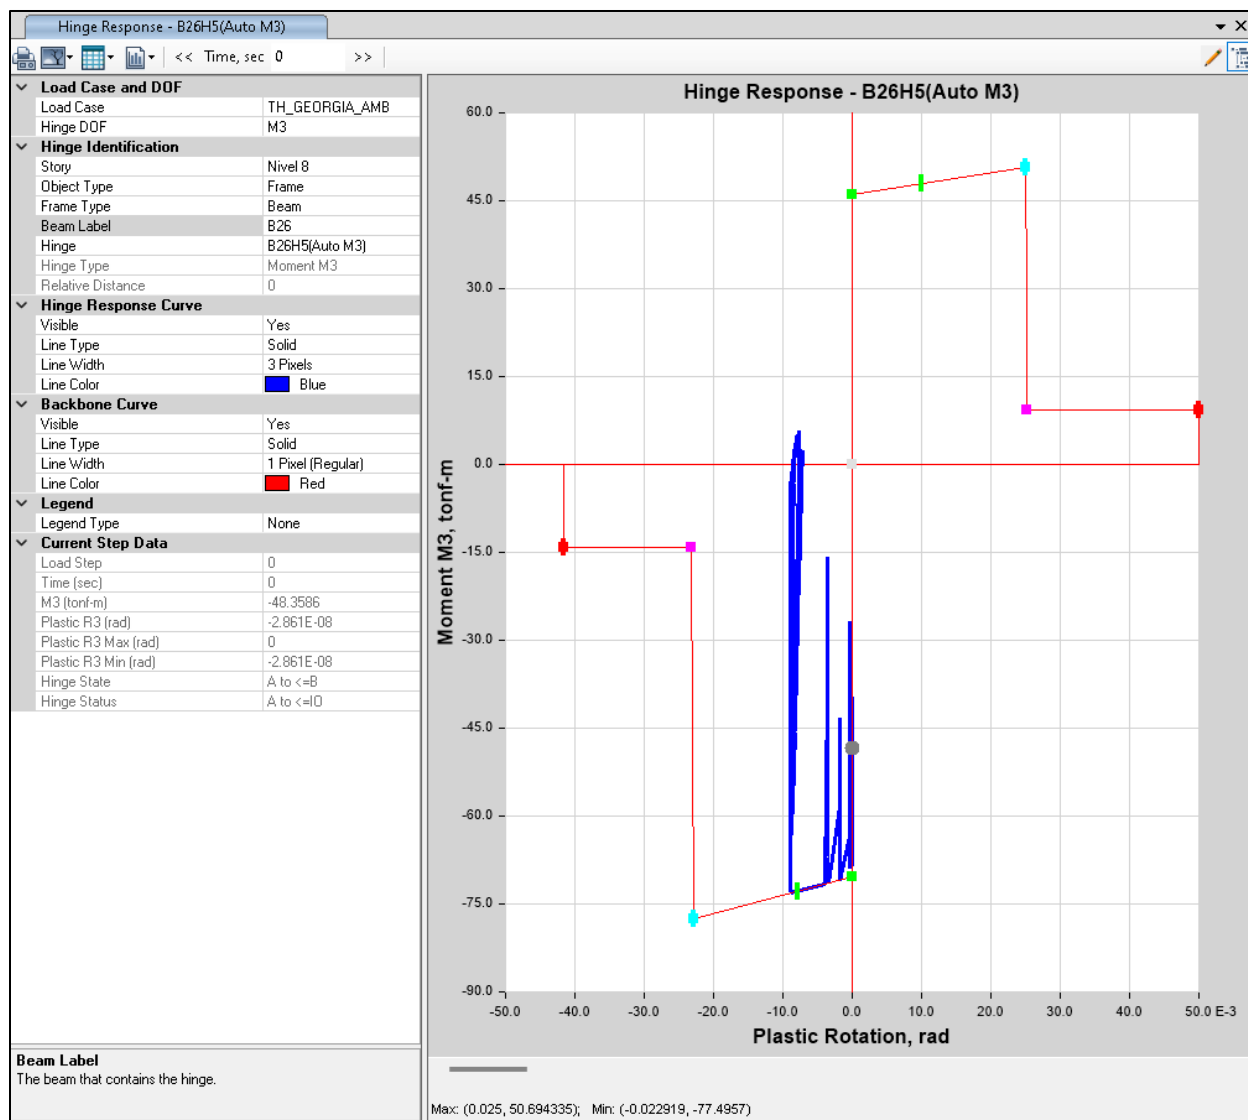 Hinge Response - B26H5(Auto M3)
<< Time, sec 0 >>
Load Case and DOF
Load Case TH_GEORGIA_AMB
Hinge DOF M3
Hinge Identification
Story Nivel 8
Object Type Frame
Frame Type Beam
Beam Label B26
Hinge B26H5(Auto M3)
Hinge Type Moment M3
Relative Distance 0
Hinge Response Curve
Visible Yes
Line Type Solid
Line Width 3 Pixels
Line Color Blue
Backbone Curve
Visible Yes
Line Type Solid
Line Width 1 Pixel (Regular)
Line Color Red
Legend
Legend Type None
Current Step Data
Load Step 0
Time (sec) 0
M3 (tonf-m) -48.3586
Plastic R3 (rad) -2.861E-08
Plastic R3 Max (rad) 0
Plastic R3 Min (rad) -2.861E-08
Hinge State A to <=B
Hinge Status A to <=IO
Beam Label
The beam that contains the hinge.
Hinge Response - B26H5(Auto M3)
60.0
45.0
30.0
15.0
0.0
-15.0
-30.0
-45.0
-60.0
-75.0
-90.0
Moment M3, tonf-m
-50.0 -40.0 -30.0 -20.0 -10.0 0.0 10.0 20.0 30.0 40.0 50.0 E-3
Plastic Rotation, rad
Max: (0.025, 50.694335); Min: (-0.022919, -77.4957)